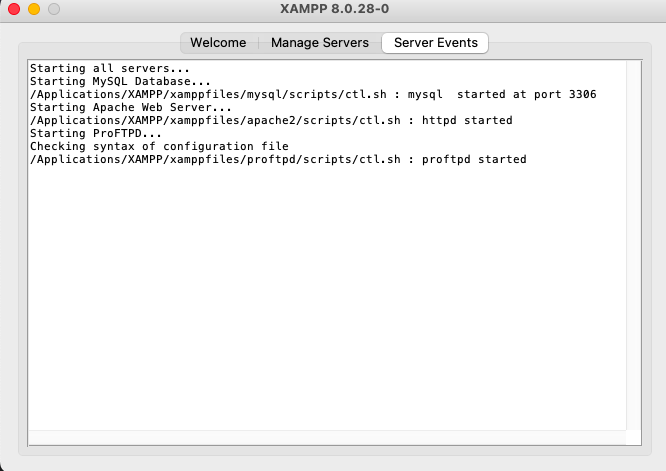 XAMPP 8.0.28-0
Welcome Manage Servers Server Events
Starting all servers...
Starting MySQL Database...
/Applications/XAMPP/xamppfiles/mysql/scripts/ctl.sh : mysql  started at port 3306
Starting Apache Web Server...
/Applications/XAMPP/xamppfiles/apache2/scripts/ctl.sh : httpd started
Starting ProFTPD...
Checking syntax of configuration file
/Applications/XAMPP/xamppfiles/proftpd/scripts/ctl.sh : proftpd started